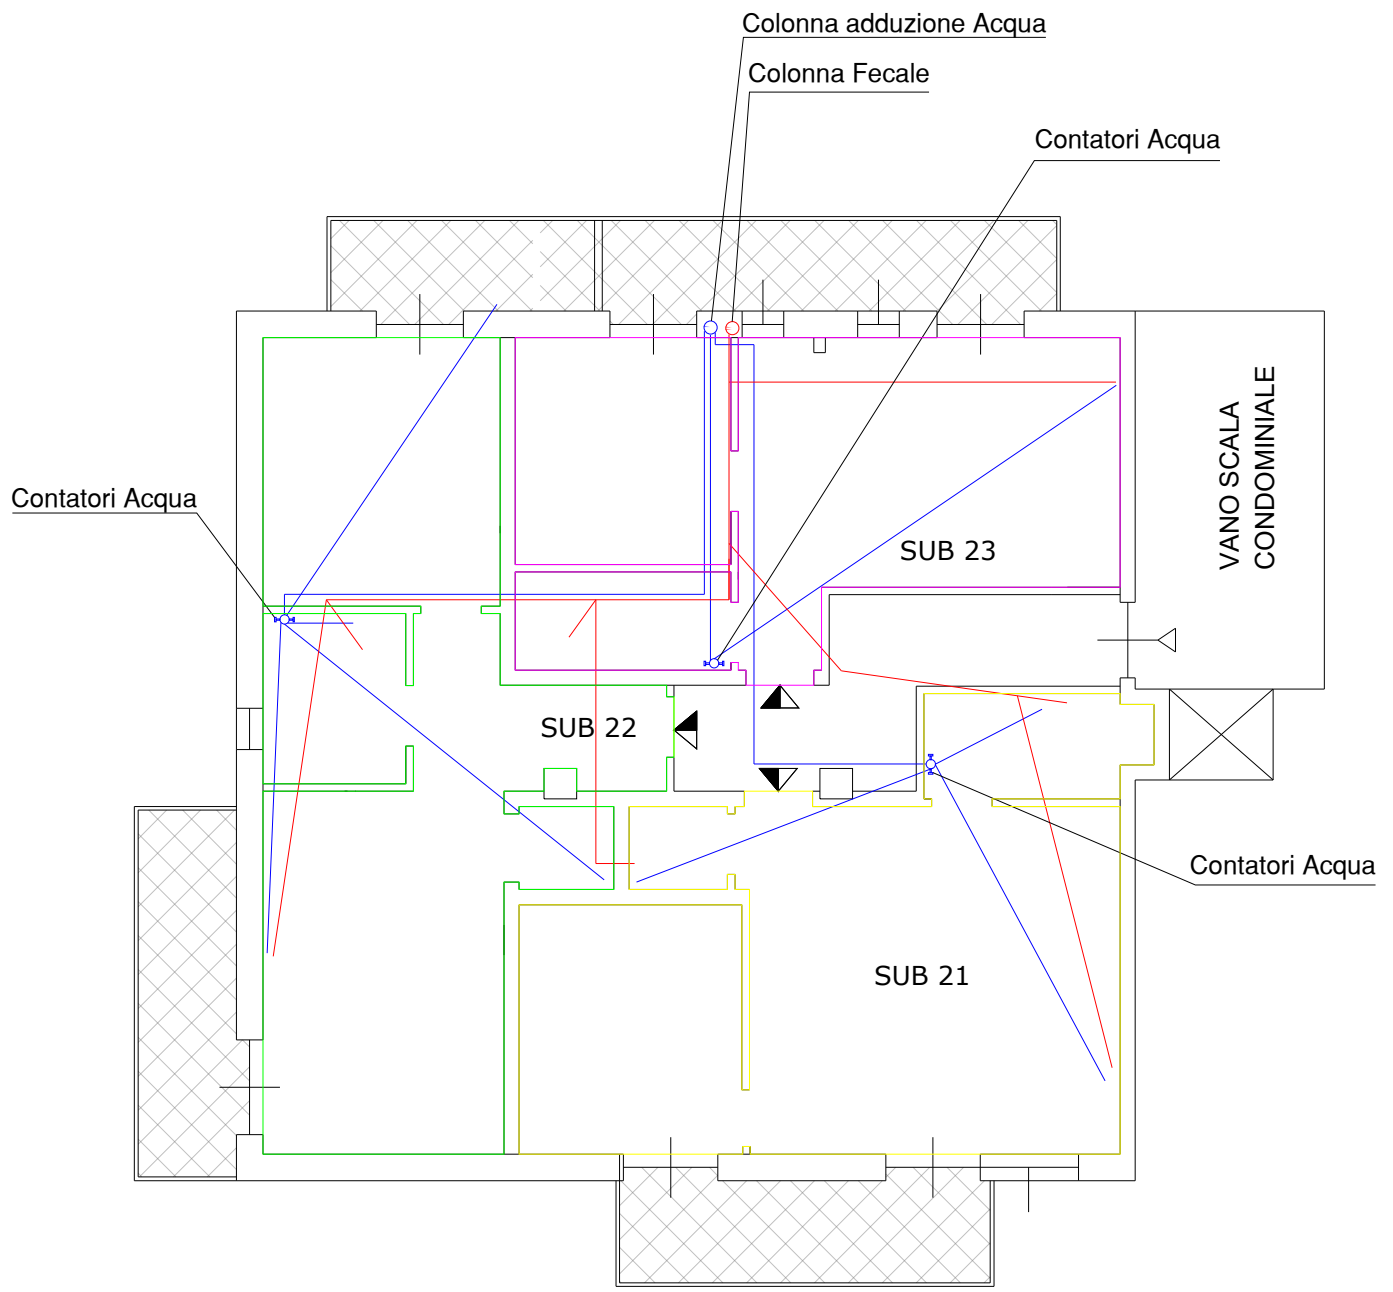 Colonna adduzione Acqua
Colonna Fecale
Contatori Acqua
VANO SCALA
CONDOMINIALE
Contatori Acqua
SUB 23
SUB 22
Contatori Acqua
SUB 21